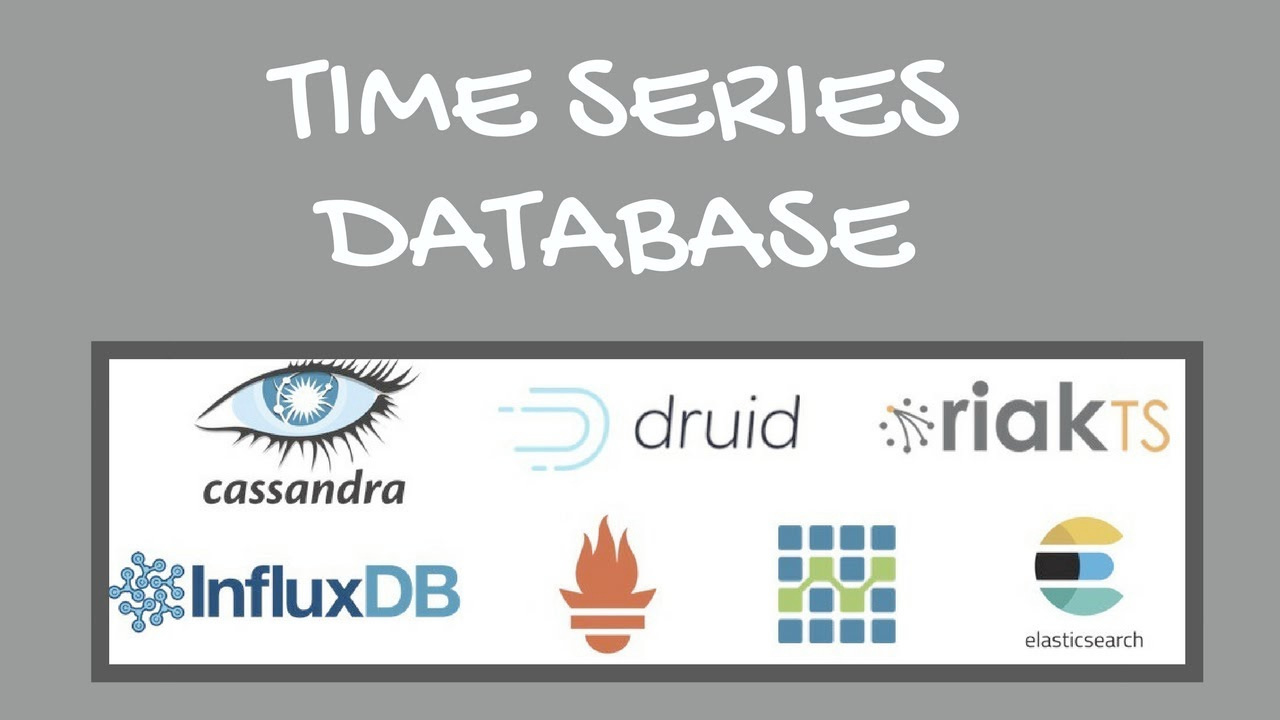 TIME SERIES
DATABASE
cassandra
druid
riakTS
InfluxDB
elasticsearch